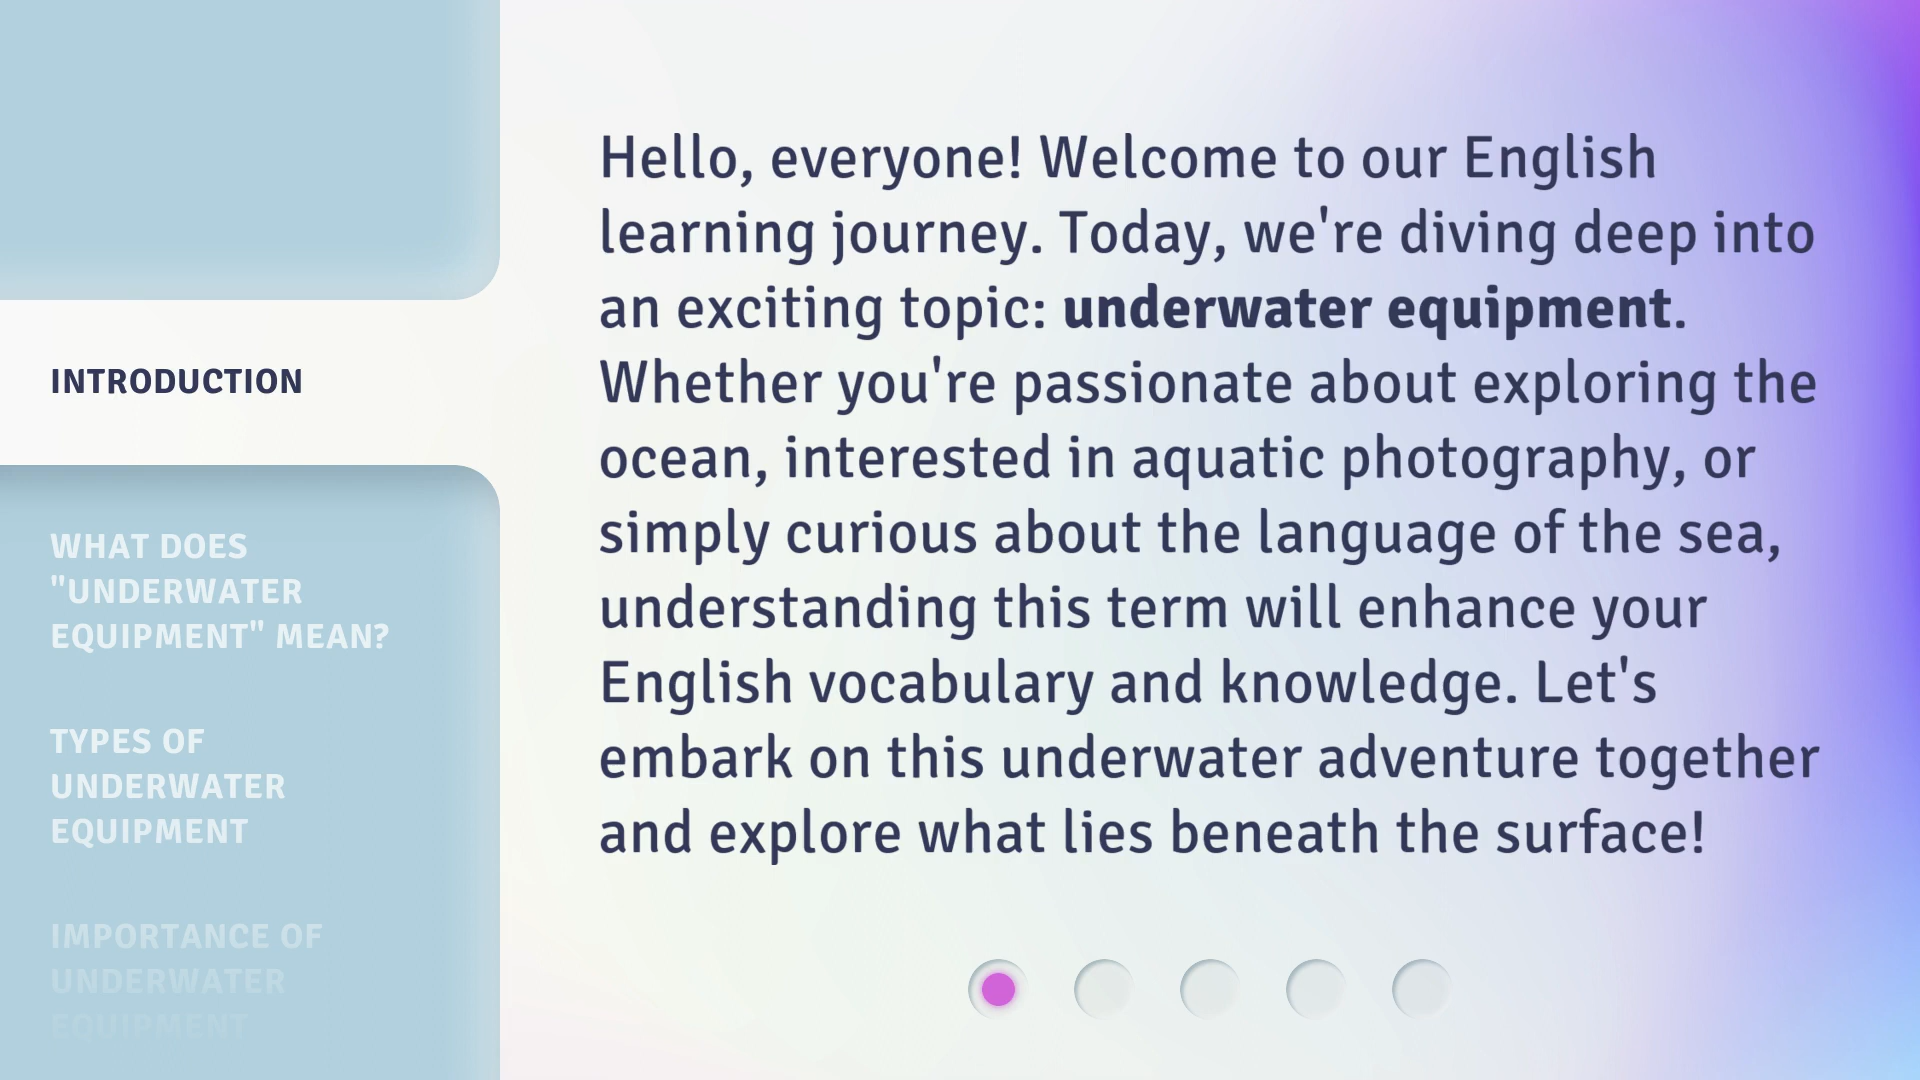 INTRODUCTION
WHAT DOES
"UNDERWATER
EQUIPMENT" MEAN?
TYPES OF
UNDERWATER
EQUIPMENT
IMPORTANCE OF
UNDERWATER
EQUIPMENT
Hello, everyone! Welcome to our English
learning journey. Today, we're diving deep into
an exciting topic: underwater equipment.
Whether you're passionate about exploring the
ocean, interested in aquatic photography, or
simply curious about the language of the sea,
understanding this term will enhance your
English vocabulary and knowledge. Let's
embark on this underwater adventure together
and explore what lies beneath the surface!